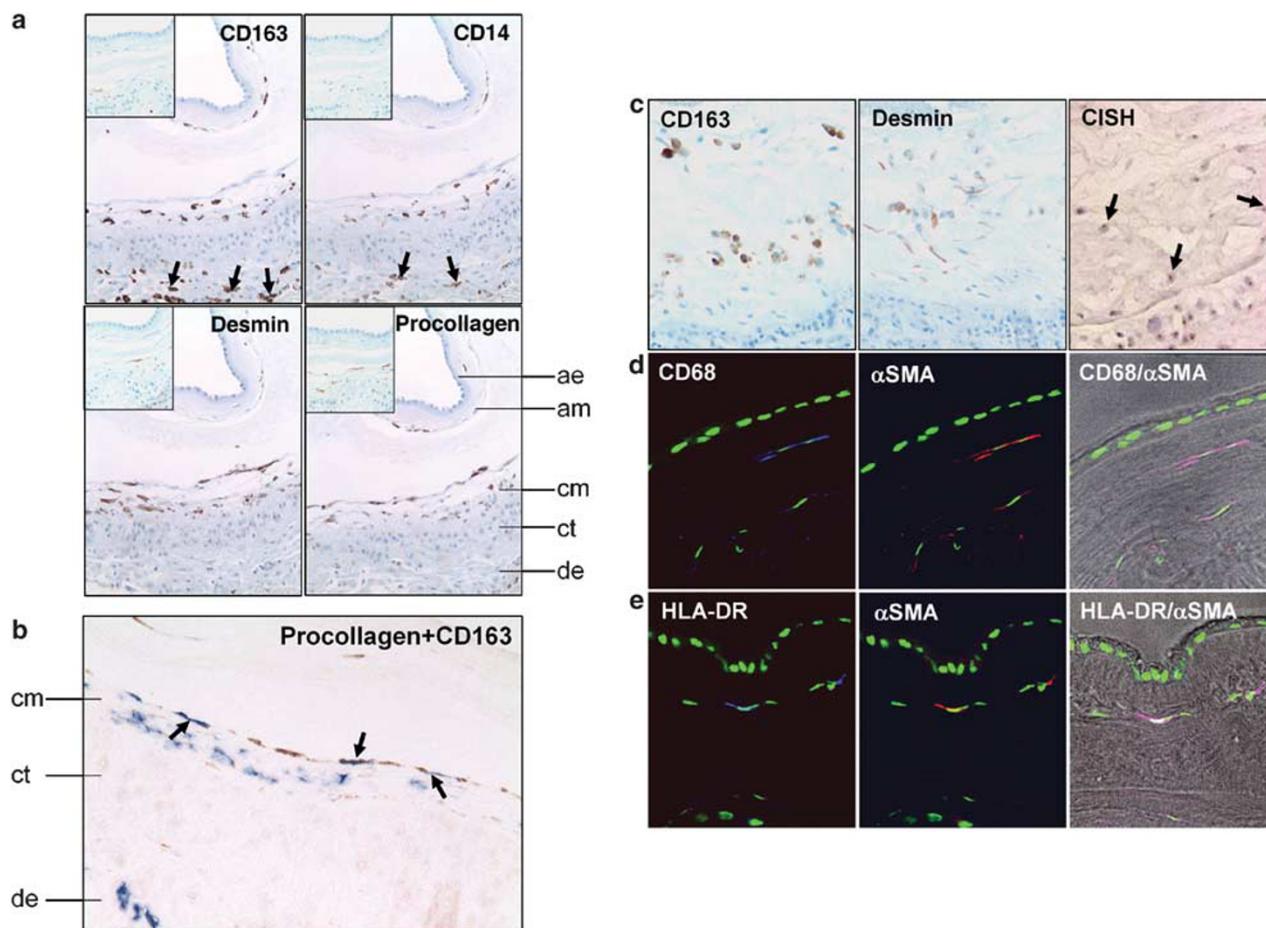 a
CD163
CD14
Desmin
Procollagen
ae
am
cm
ct
de
b
Procollagen+CD163
cm
ct
de
c
CD163
Desmin
CISH
d
CD68
αSMA
CD68/αSMA
e
HLA-DR
αSMA
HLA-DR/αSMA